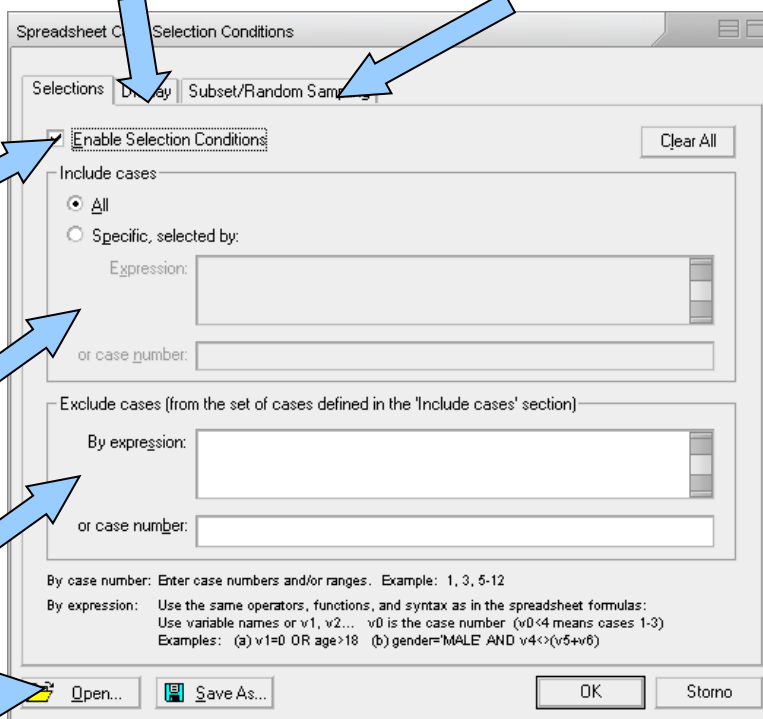 Spreadsheet Selection Conditions
Selections Subset/Random
Enable Selection Conditions Clear All
Include cases
All
Specific, selected by:
Expression:
or case number:
Exclude cases (from the set of cases defined in the 'Include cases' section)
By expression:
or case number:
By case number: Enter case numbers and/or ranges. Example: 1, 3, 5-12
By expression: Use the same operators, functions, and syntax as in the spreadsheet formulas:
Use variable names or v1, v2... v0 is the case number (v0<4 means cases 1-3)
Examples: (a) v1=0 OR age>18 (b) gender='MALE' AND v4<>(v5+v6)
Open... Save As... OK Storno